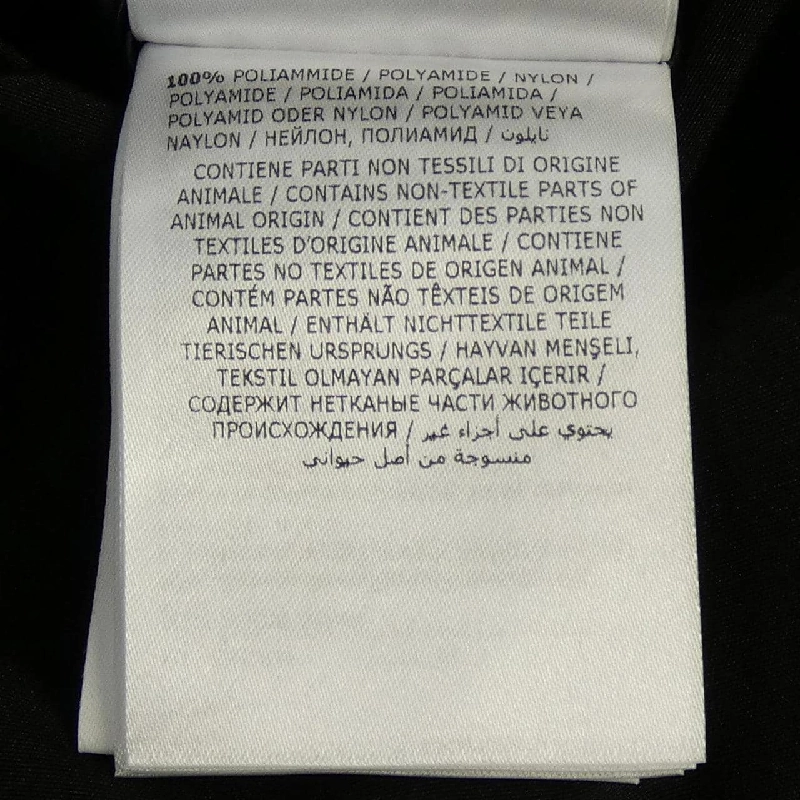 100% POLIAMMIDE / POLYAMIDE / NYLON /
POLYAMIDE / POLIAMIDA / POLIAMIDA /
POLYAMID ODER NYLON / POLYAMID VEYA
NAYLON / НЕЙЛОН, ПОЛИАМИД / نايلون
CONTIENE PARTI NON TESSILI DI ORIGINE
ANIMALE / CONTAINS NON-TEXTILE PARTS OF
ANIMAL ORIGIN / CONTIENT DES PARTIES NON
TEXTILES D'ORIGINE ANIMALE / CONTIENE
PARTES NO TEXTILES DE ORIGEN ANIMAL /
CONTÉM PARTES NÃO TÊXTEIS DE ORIGEM
ANIMAL / ENTHÄLT NICHTTEXTILE TEILE
TIERISCHEN URSPRUNGS / HAYVAN MENŞELI,
TEKSTIL OLMAYAN PARÇALAR IÇERIR /
СОДЕРЖИТ НЕТКАНЫЕ ЧАСТИ ЖИВОТНОГО
ПРОИСХОЖДЕНИЯ / يحتوي على أجزاء غير
منسوجة من أصل حيواني